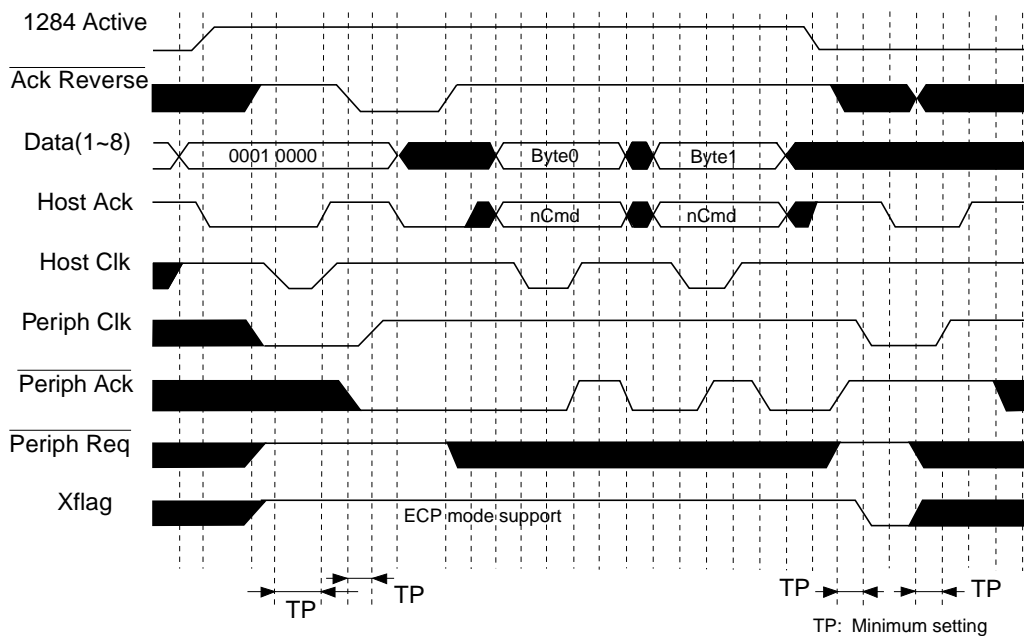 1284 Active
Ack Reverse
Data(1~8)
0001 0000
Byte0
Byte1
Host Ack
nCmd
nCmd
Host Clk
Periph Clk
Periph Ack
Periph Req
Xflag
ECP mode support
TP
TP
TP
TP
TP: Minimum setting